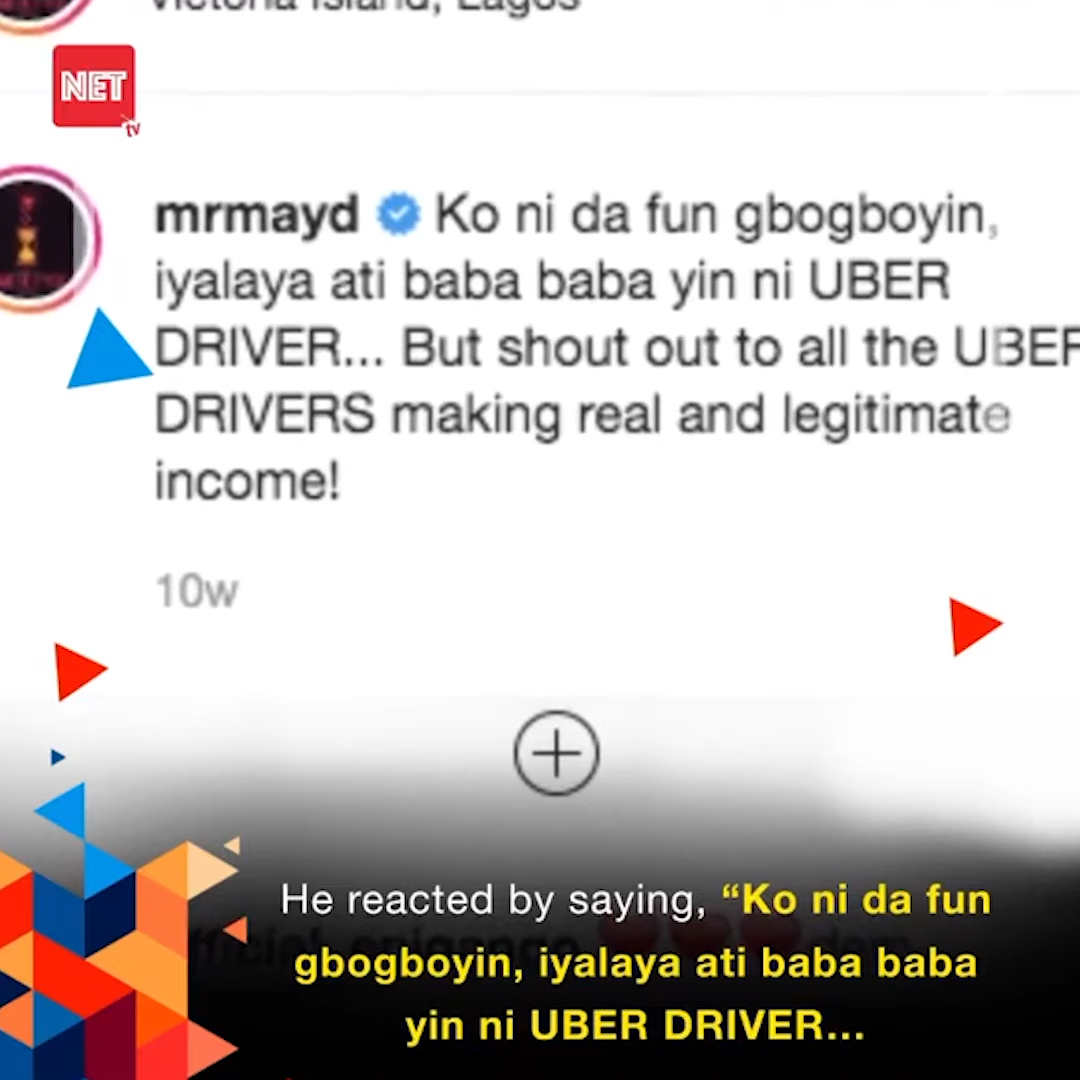 Victoria Island, Lagos
NET
tv
mrmayd Ko ni da fun gbogboyin,
iyalaya ati baba baba yin ni UBER
DRIVER... But shout out to all the UBER
DRIVERS making real and legitimate
income!
10w
He reacted by saying, “Ko ni da fun
gbogboyin, iyalaya ati baba baba
yin ni UBER DRIVER...